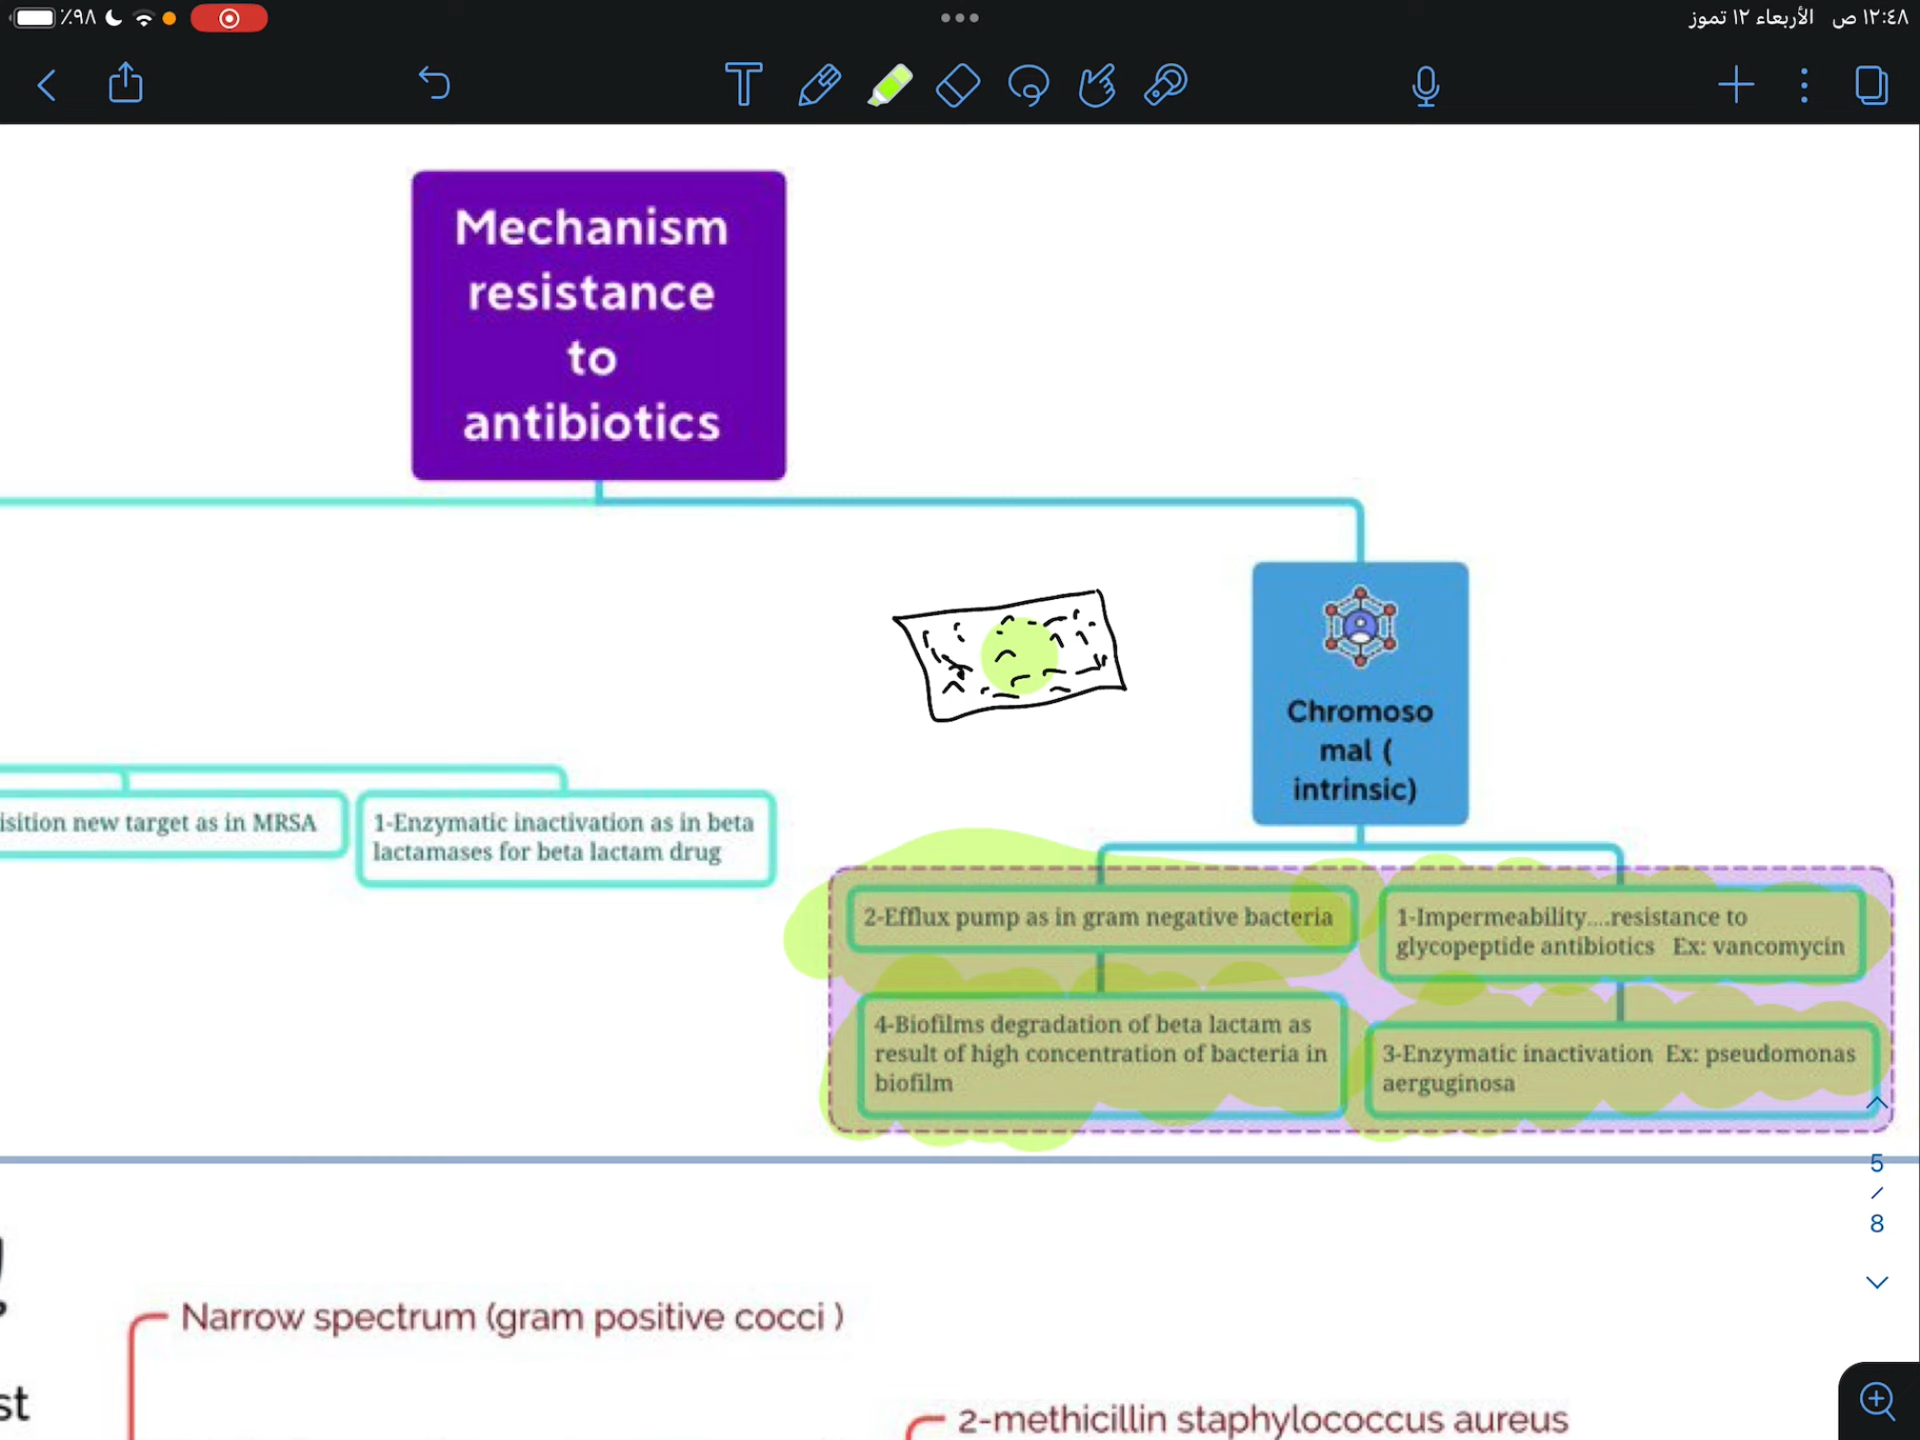 ٪٩٨
١٢:٤٨ ص الأربعاء ١٢ تموز
Mechanism
resistance
to
antibiotics
Chromoso
mal (
intrinsic)
isition new target as in MRSA
1-Enzymatic inactivation as in beta
lactamases for beta lactam drug
2-Efflux pump as in gram negative bacteria
1-Impermeability....resistance to
glycopeptide antibiotics Ex: vancomycin
4-Biofilms degradation of beta lactam as
result of high concentration of bacteria in
biofilm
3-Enzymatic inactivation Ex: pseudomonas
aerguginosa
5
/
8
Narrow spectrum (gram positive cocci )
st
2-methicillin staphylococcus aureus